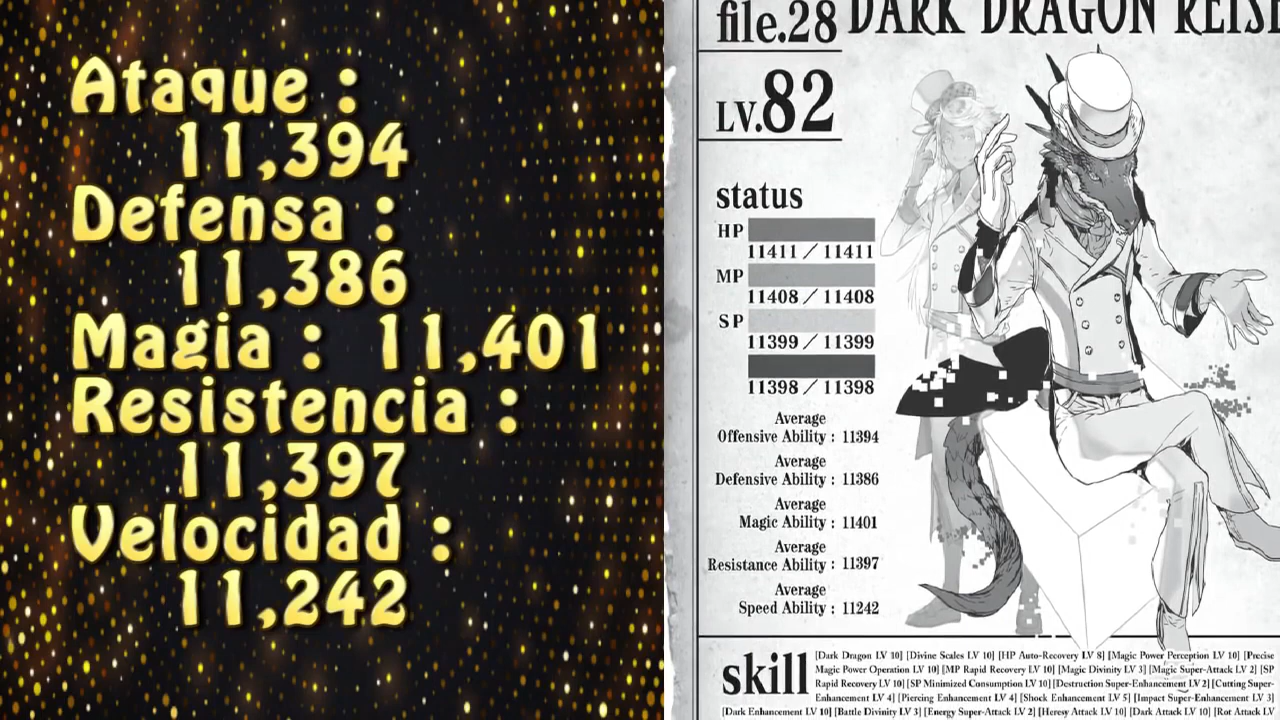 Ataque :
11,394
Defensa :
11,386
Magia : 11,401
Resistencia :
11,397
Velocidad :
11,242
file.28 DARK DRAGON REIS
LV.82
status
HP
11411 / 11411
MP
11408 / 11408
SP
11399 / 11399
11398 / 11398
Average
Offensive Ability : 11394
Average
Defensive Ability : 11386
Average
Magic Ability : 11401
Average
Resistance Ability : 11397
Average
Speed Ability : 11242
skill
[Dark Dragon LV 10] [Divine Scales LV 10] [HP Auto-Recovery LV 8] [Magic Power Perception LV 10] [Precise
Magic Power Operation LV 10] [MP Rapid Recovery LV 10] [Magic Divinity LV 3] [Magic Super-Attack LV 2] [SP
Rapid Recovery LV 10] [SP Minimized Consumption LV 10] [Destruction Super-Enhancement LV 2] [Cutting Super-
Enhancement LV 4] [Piercing Enhancement LV 4] [Shock Enhancement LV 5] [Impact Super-Enhancement LV 3]
[Dark Enhancement LV 10] [Battle Divinity LV 3] [Energy Super-Attack LV 2] [Heresy Attack LV 10] [Dark Attack LV 10] [Rot Attack LV